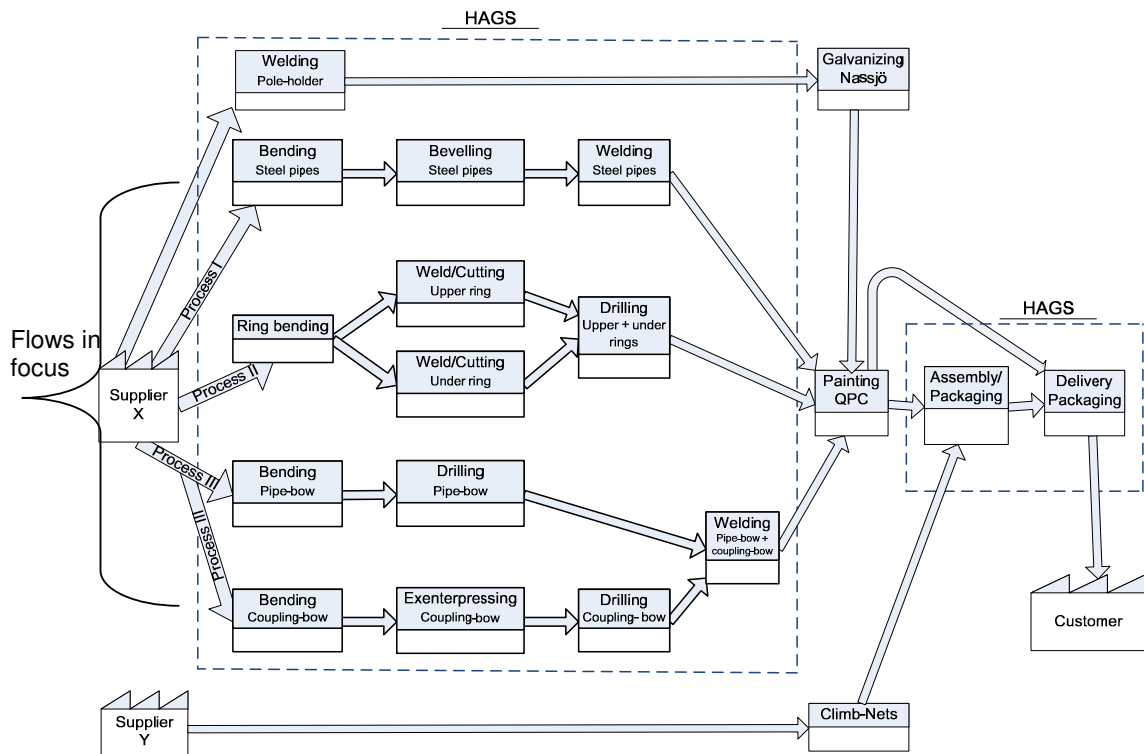 HAGS
Welding
Pole-holder
Galvanizing
Nassjö
Bending
Steel pipes
Bevelling
Steel pipes
Welding
Steel pipes
Process I
Flows in
focus
Supplier
X
Process II
Ring bending
Weld/Cutting
Upper ring
Weld/Cutting
Under ring
Drilling
Upper + under
rings
Painting
QPC
HAGS
Assembly/
Packaging
Delivery
Packaging
Process III
Bending
Pipe-bow
Drilling
Pipe-bow
Welding
Pipe-bow +
coupling-bow
Process III
Bending
Coupling-bow
Exenterpressing
Coupling-bow
Drilling
Coupling- bow
Customer
Supplier
Y
Climb-Nets